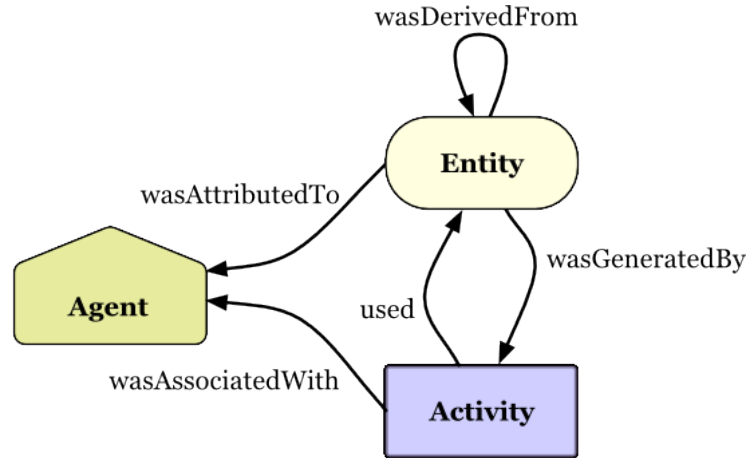 wasDerivedFrom
Entity
wasAttributedTo
wasGeneratedBy
Agent
used
wasAssociatedWith
Activity